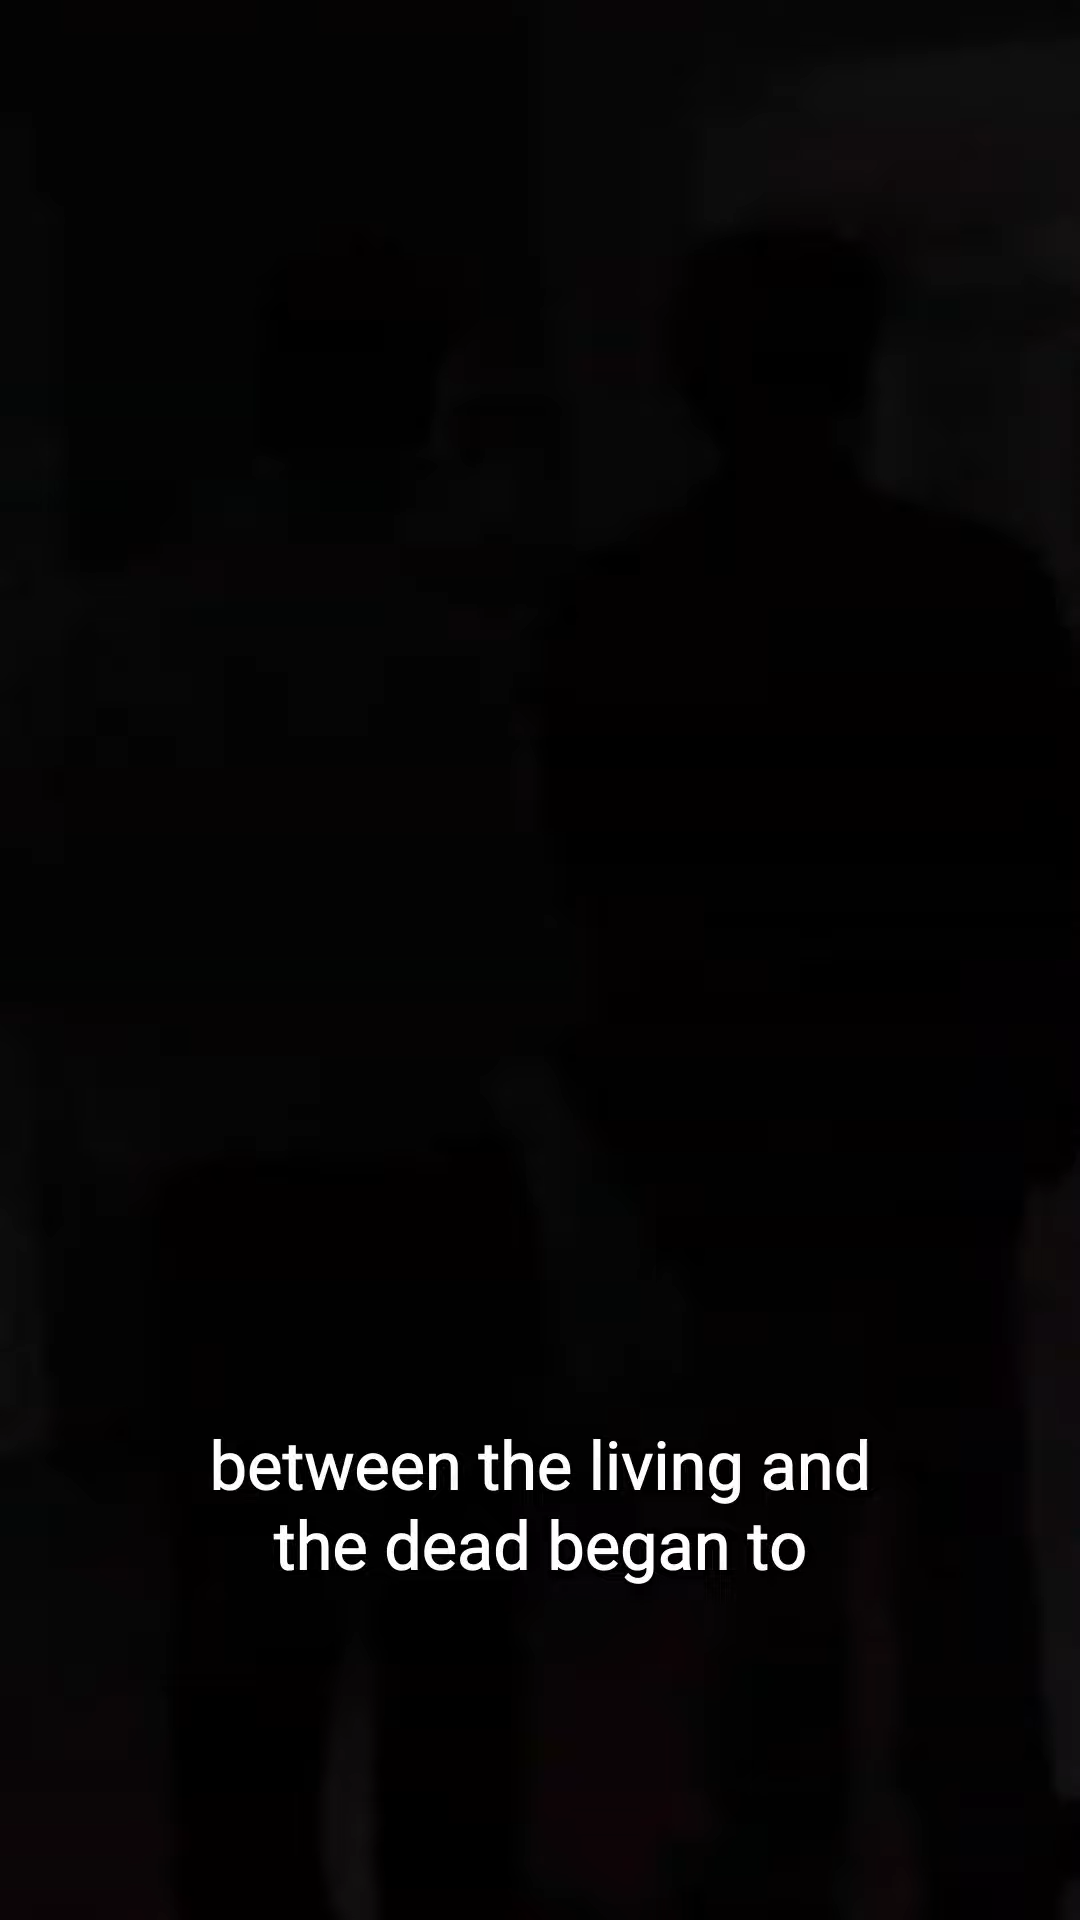 between the living and
the dead began to